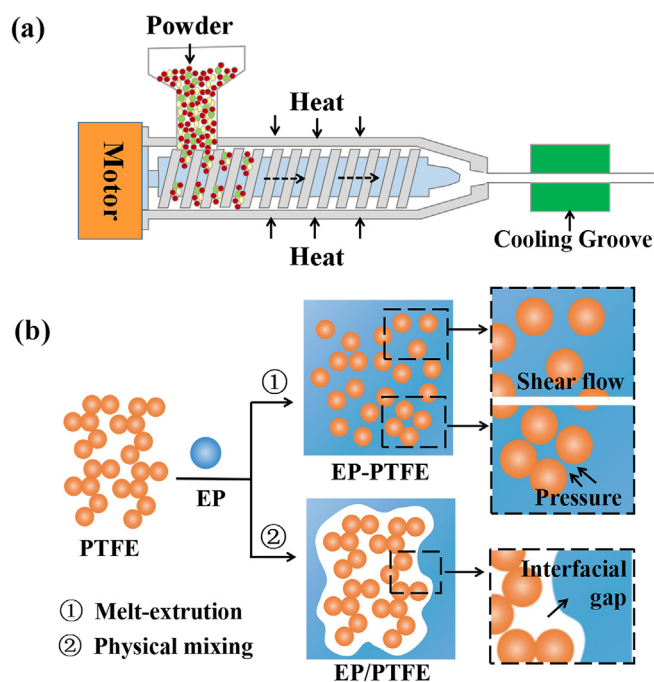 (a)
Powder
Heat
Motor
Heat
Cooling Groove
(b)
①
EP
PTFE
②
EP-PTFE
Shear flow
Pressure
EP/PTFE
Interfacial
gap
① Melt-extrution
② Physical mixing